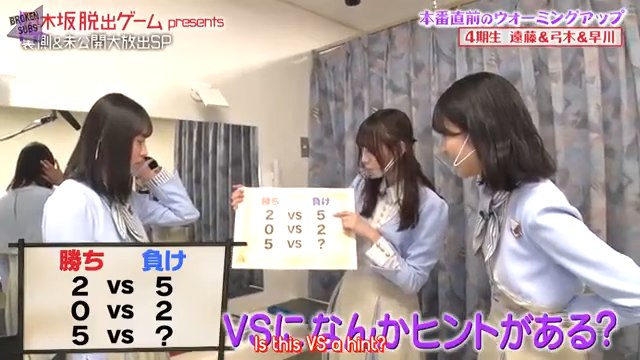 BROKEN SUBS
木坂脱出ゲーム presents
裏側&未公開大放出SP
本番直前のウォーミングアップ
4期生 遠藤&弓木&早川
勝ち 負け
2 VS 5
0 VS 2
5 VS ?
勝ち 負け
2 VS 5
0 VS 2
5 VS ?
VSになんかヒントがある?
Is this VS a hint?